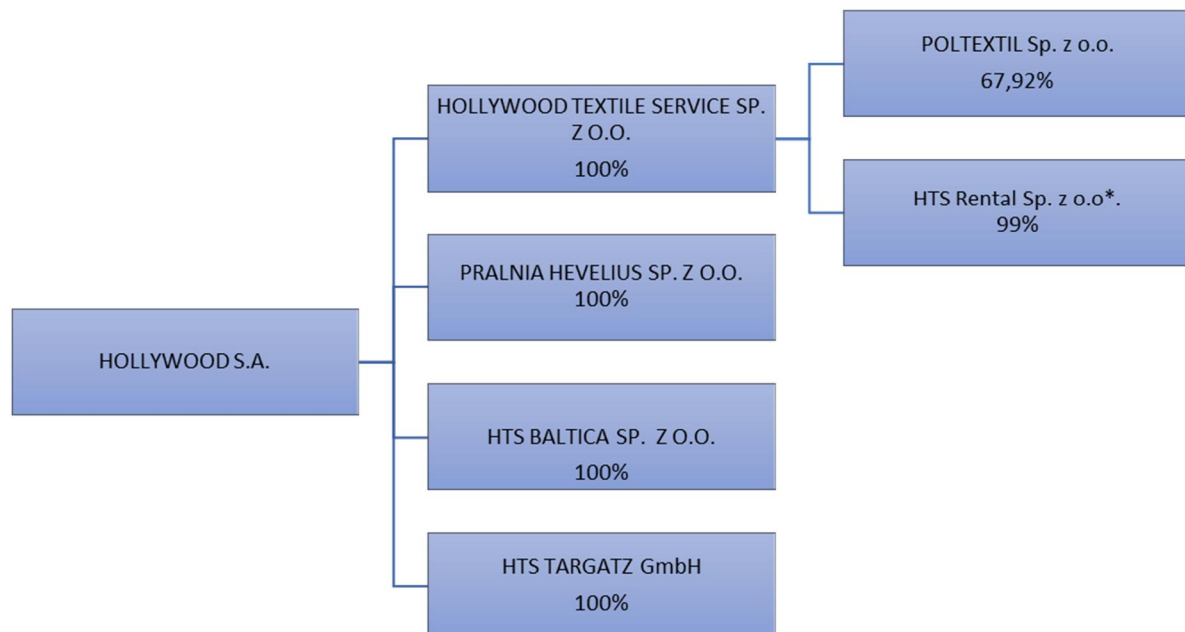 HOLLYWOOD S.A.
HOLLYWOOD TEXTILE SERVICE SP.
Z O.O.
100%
POLTEXTIL Sp. z o.o.
67,92%
HTS Rental Sp. z o.o*.
99%
PRALNIA HEVELIUS SP. Z O.O.
100%
HTS BALTICA SP. Z O.O.
100%
HTS TARGATZ GmbH
100%